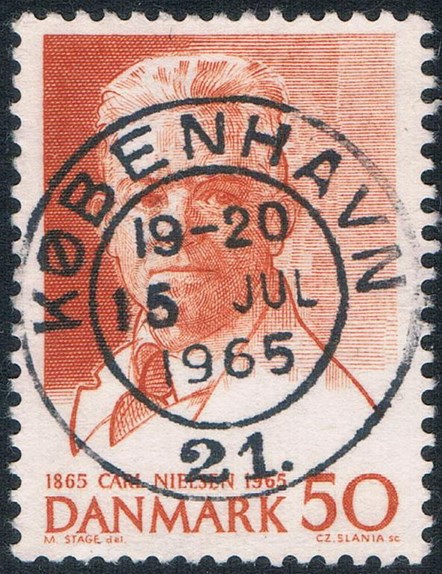 KØBENHAVN
19-20
15 JUL
1965
21.
1865 CARL NIELSEN 1965
DANMARK 50
M. STAGE del. CZ. SLANIA sc.